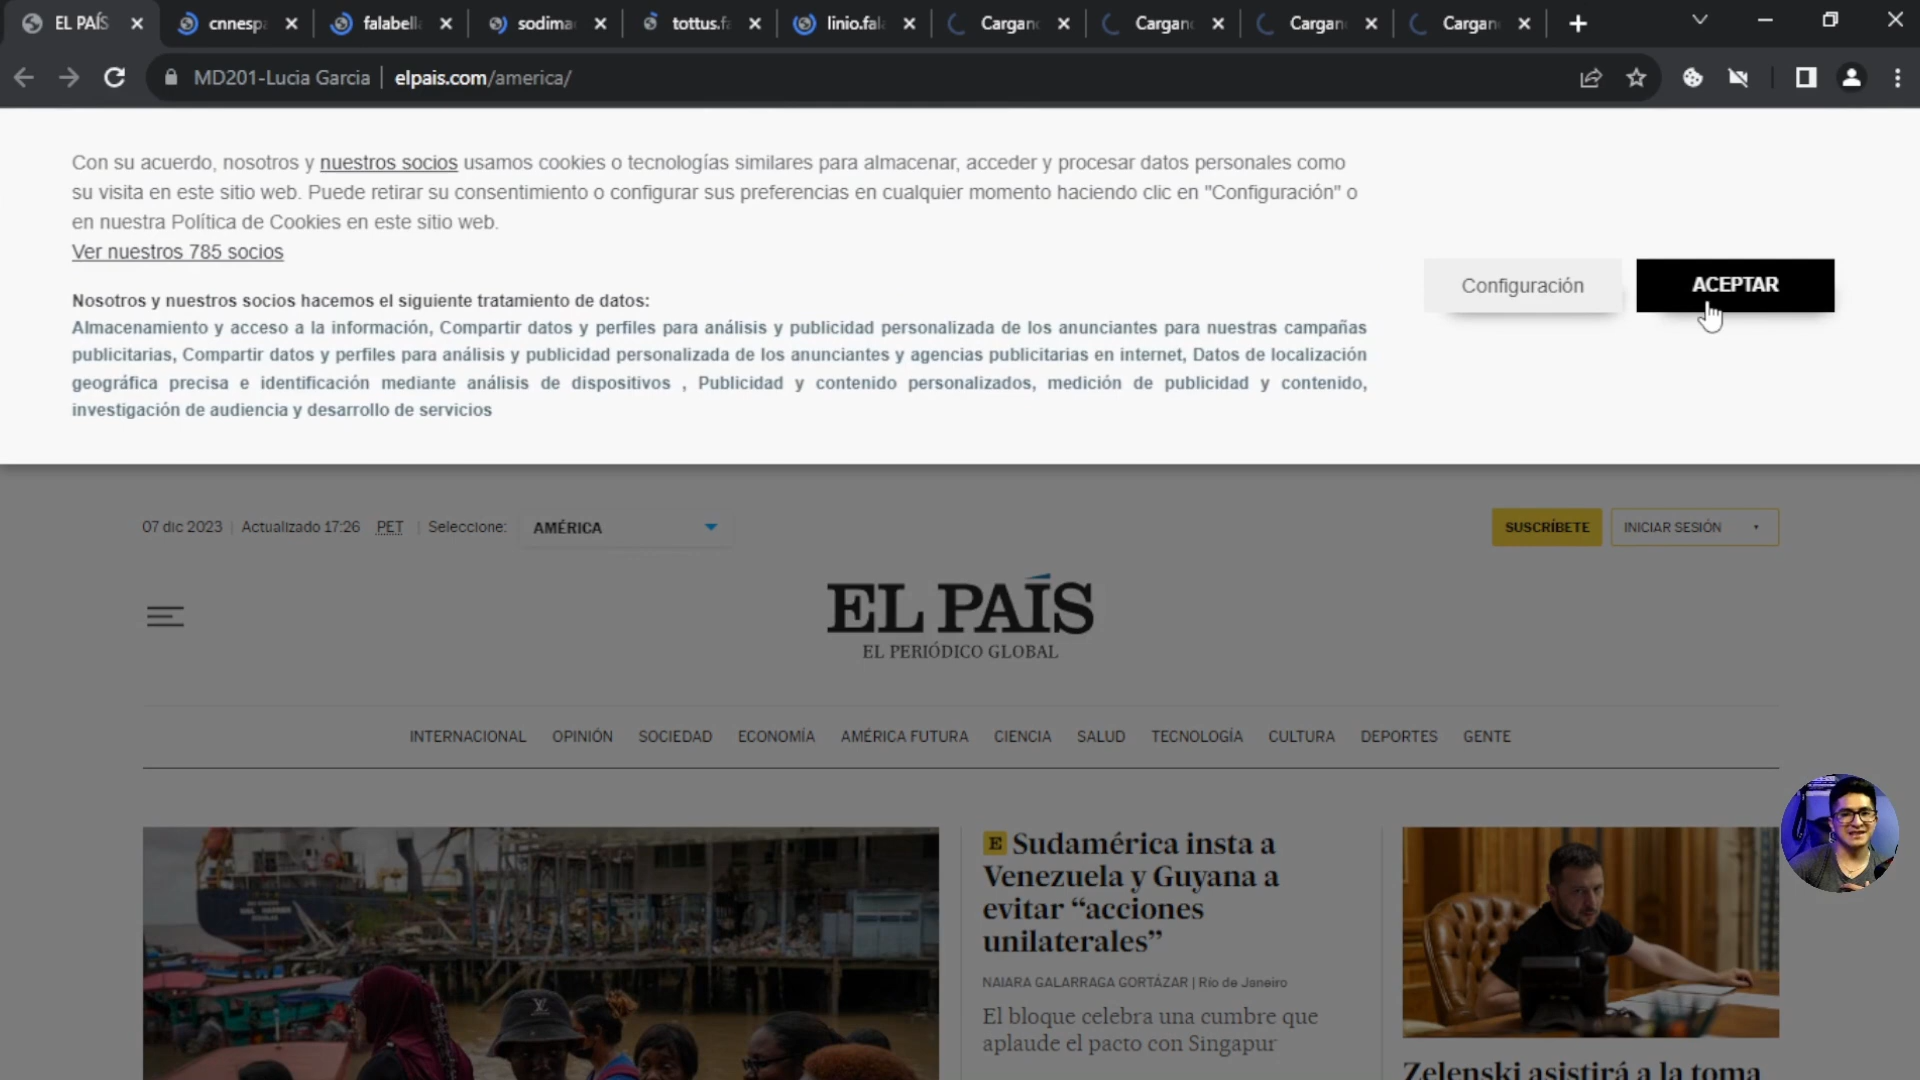 EL PAÍS
cnnesp
falabell
sodima
tottus.f
linio.fal
Cargan
Cargan
Cargan
Cargan
MD201-Lucia Garcia | elpais.com/america/
Con su acuerdo, nosotros y nuestros socios usamos cookies o tecnologías similares para almacenar, acceder y procesar datos personales como
su visita en este sitio web. Puede retirar su consentimiento o configurar sus preferencias en cualquier momento haciendo clic en "Configuración" o
en nuestra Política de Cookies en este sitio web.
Ver nuestros 785 socios
Configuración
ACEPTAR
Nosotros y nuestros socios hacemos el siguiente tratamiento de datos:
Almacenamiento y acceso a la información, Compartir datos y perfiles para análisis y publicidad personalizada de los anunciantes para nuestras campañas
publicitarias, Compartir datos y perfiles para análisis y publicidad personalizada de los anunciantes y agencias publicitarias en internet, Datos de localización
geográfica precisa e identificación mediante análisis de dispositivos , Publicidad y contenido personalizados, medición de publicidad y contenido,
investigación de audiencia y desarrollo de servicios
07 dic 2023 | Actualizado 17:26 PET | Seleccione: AMÉRICA
SUSCRÍBETE
INICIAR SESIÓN
EL PAÍS
EL PERIÓDICO GLOBAL
INTERNACIONAL OPINIÓN SOCIEDAD ECONOMÍA AMÉRICA FUTURA CIENCIA SALUD TECNOLOGÍA CULTURA DEPORTES GENTE
E Sudamérica insta a
Venezuela y Guyana a
evitar “acciones
unilaterales”
NAIARA GALARRAGA GORTÁZAR | Río de Janeiro
El bloque celebra una cumbre que
aplaude el pacto con Singapur
Zelenski asistirá a la toma